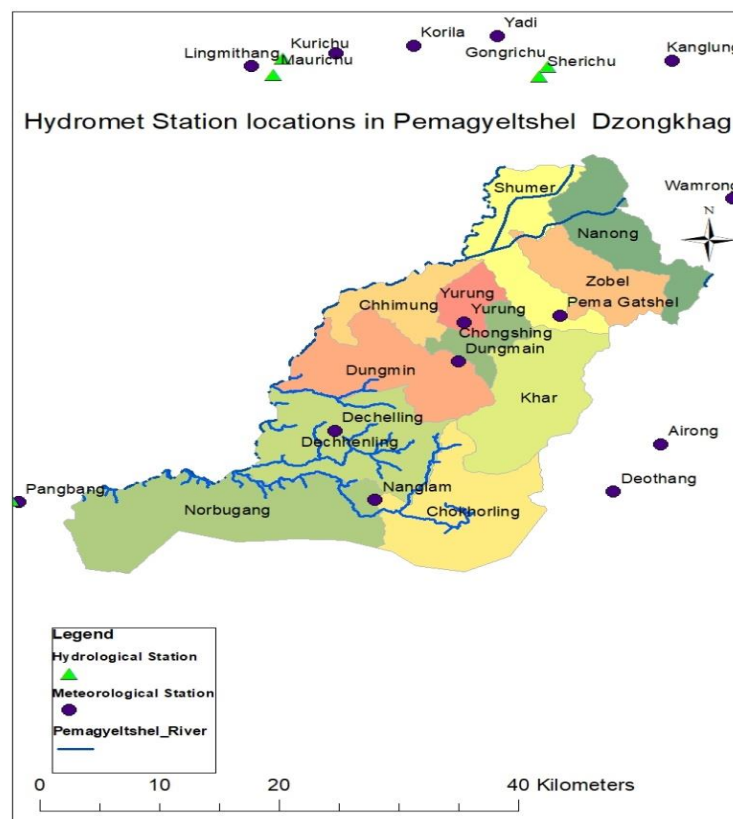 Yadi
Korila
Kurichu
Lingmithang
Maurichu
Gongrichu
Sherichu
Kanglung
Hydromet Station locations in Pemagyeltshel Dzongkhag
Shumer
Wamrong
N
Nanong
Zobel
Yurung
Chhimung
Yurung
Pema Gatshel
Chongshing
Dungmain
Dungmin
Khar
Dechelling
Airong
Dechhenling
Deothang
Nanglam
Pangbang
Norbugang
Chokhorling
Legend
Hydrological Station
Meteorological Station
Pemagyeltshel_River
0 10 20 40 Kilometers